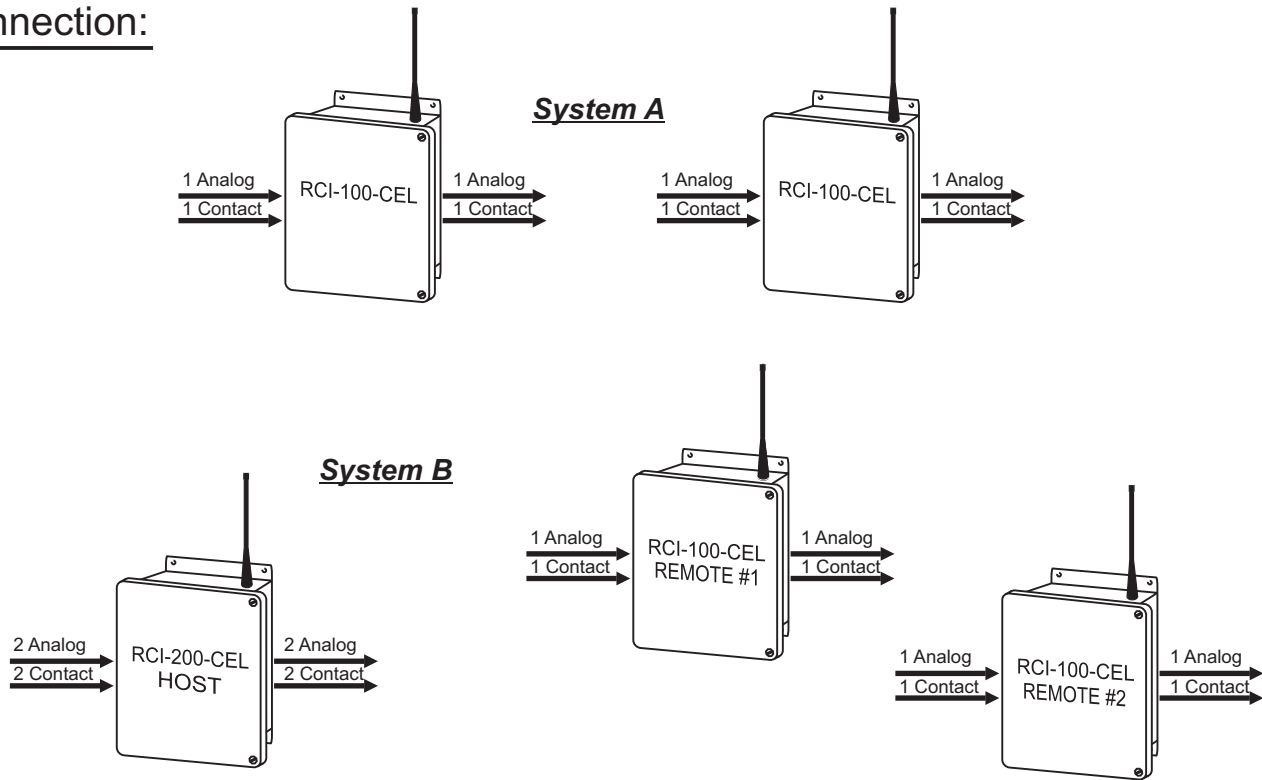 nnection:
System A
1 Analog
1 Contact
RCI-100-CEL
1 Analog
1 Contact
1 Analog
1 Contact
RCI-100-CEL
1 Analog
1 Contact
System B
2 Analog
2 Contact
RCI-200-CEL
HOST
2 Analog
2 Contact
1 Analog
1 Contact
RCI-100-CEL
REMOTE #1
1 Analog
1 Contact
1 Analog
1 Contact
RCI-100-CEL
REMOTE #2
1 Analog
1 Contact